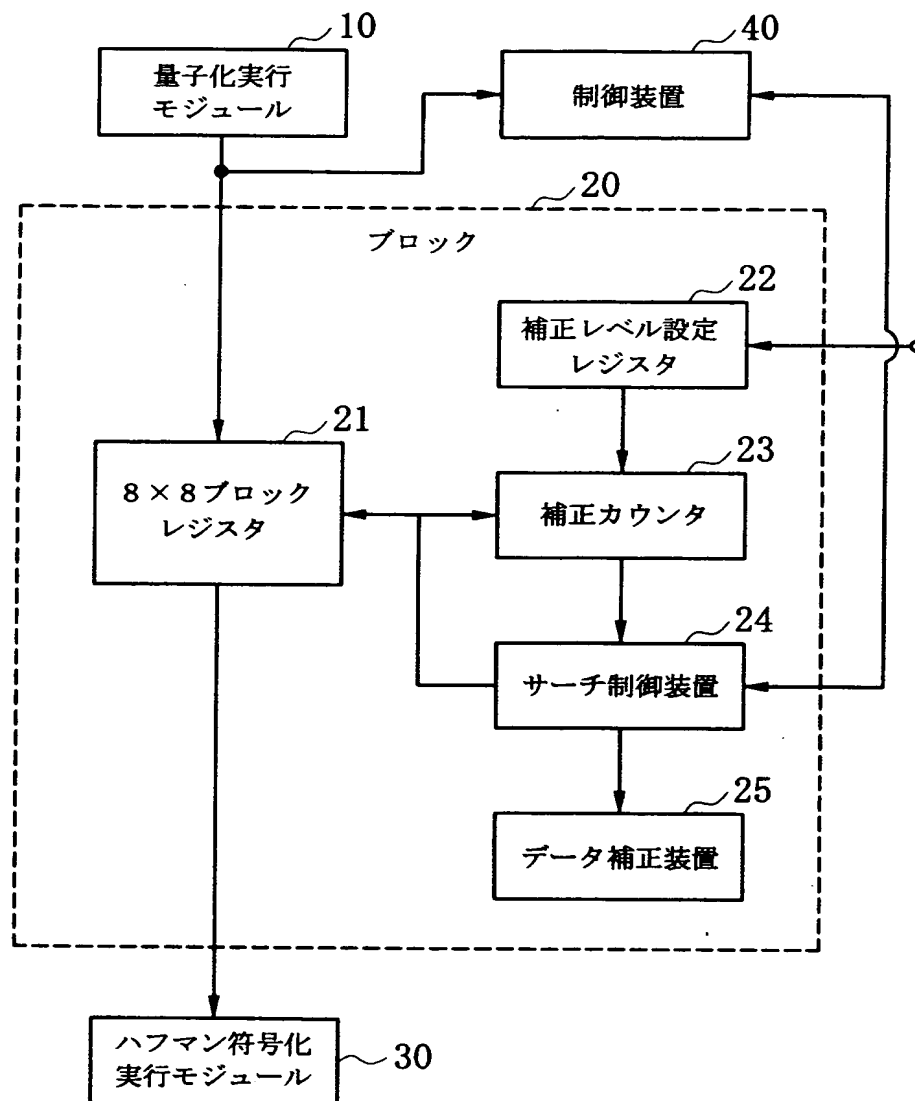 10
量子化実行
モジュール
40
制御装置
20
ブロック
22
補正レベル設定
レジスタ
21
8×8ブロック
レジスタ
23
補正カウンタ
24
サーチ制御装置
25
データ補正装置
ハフマン符号化
実行モジュール
30